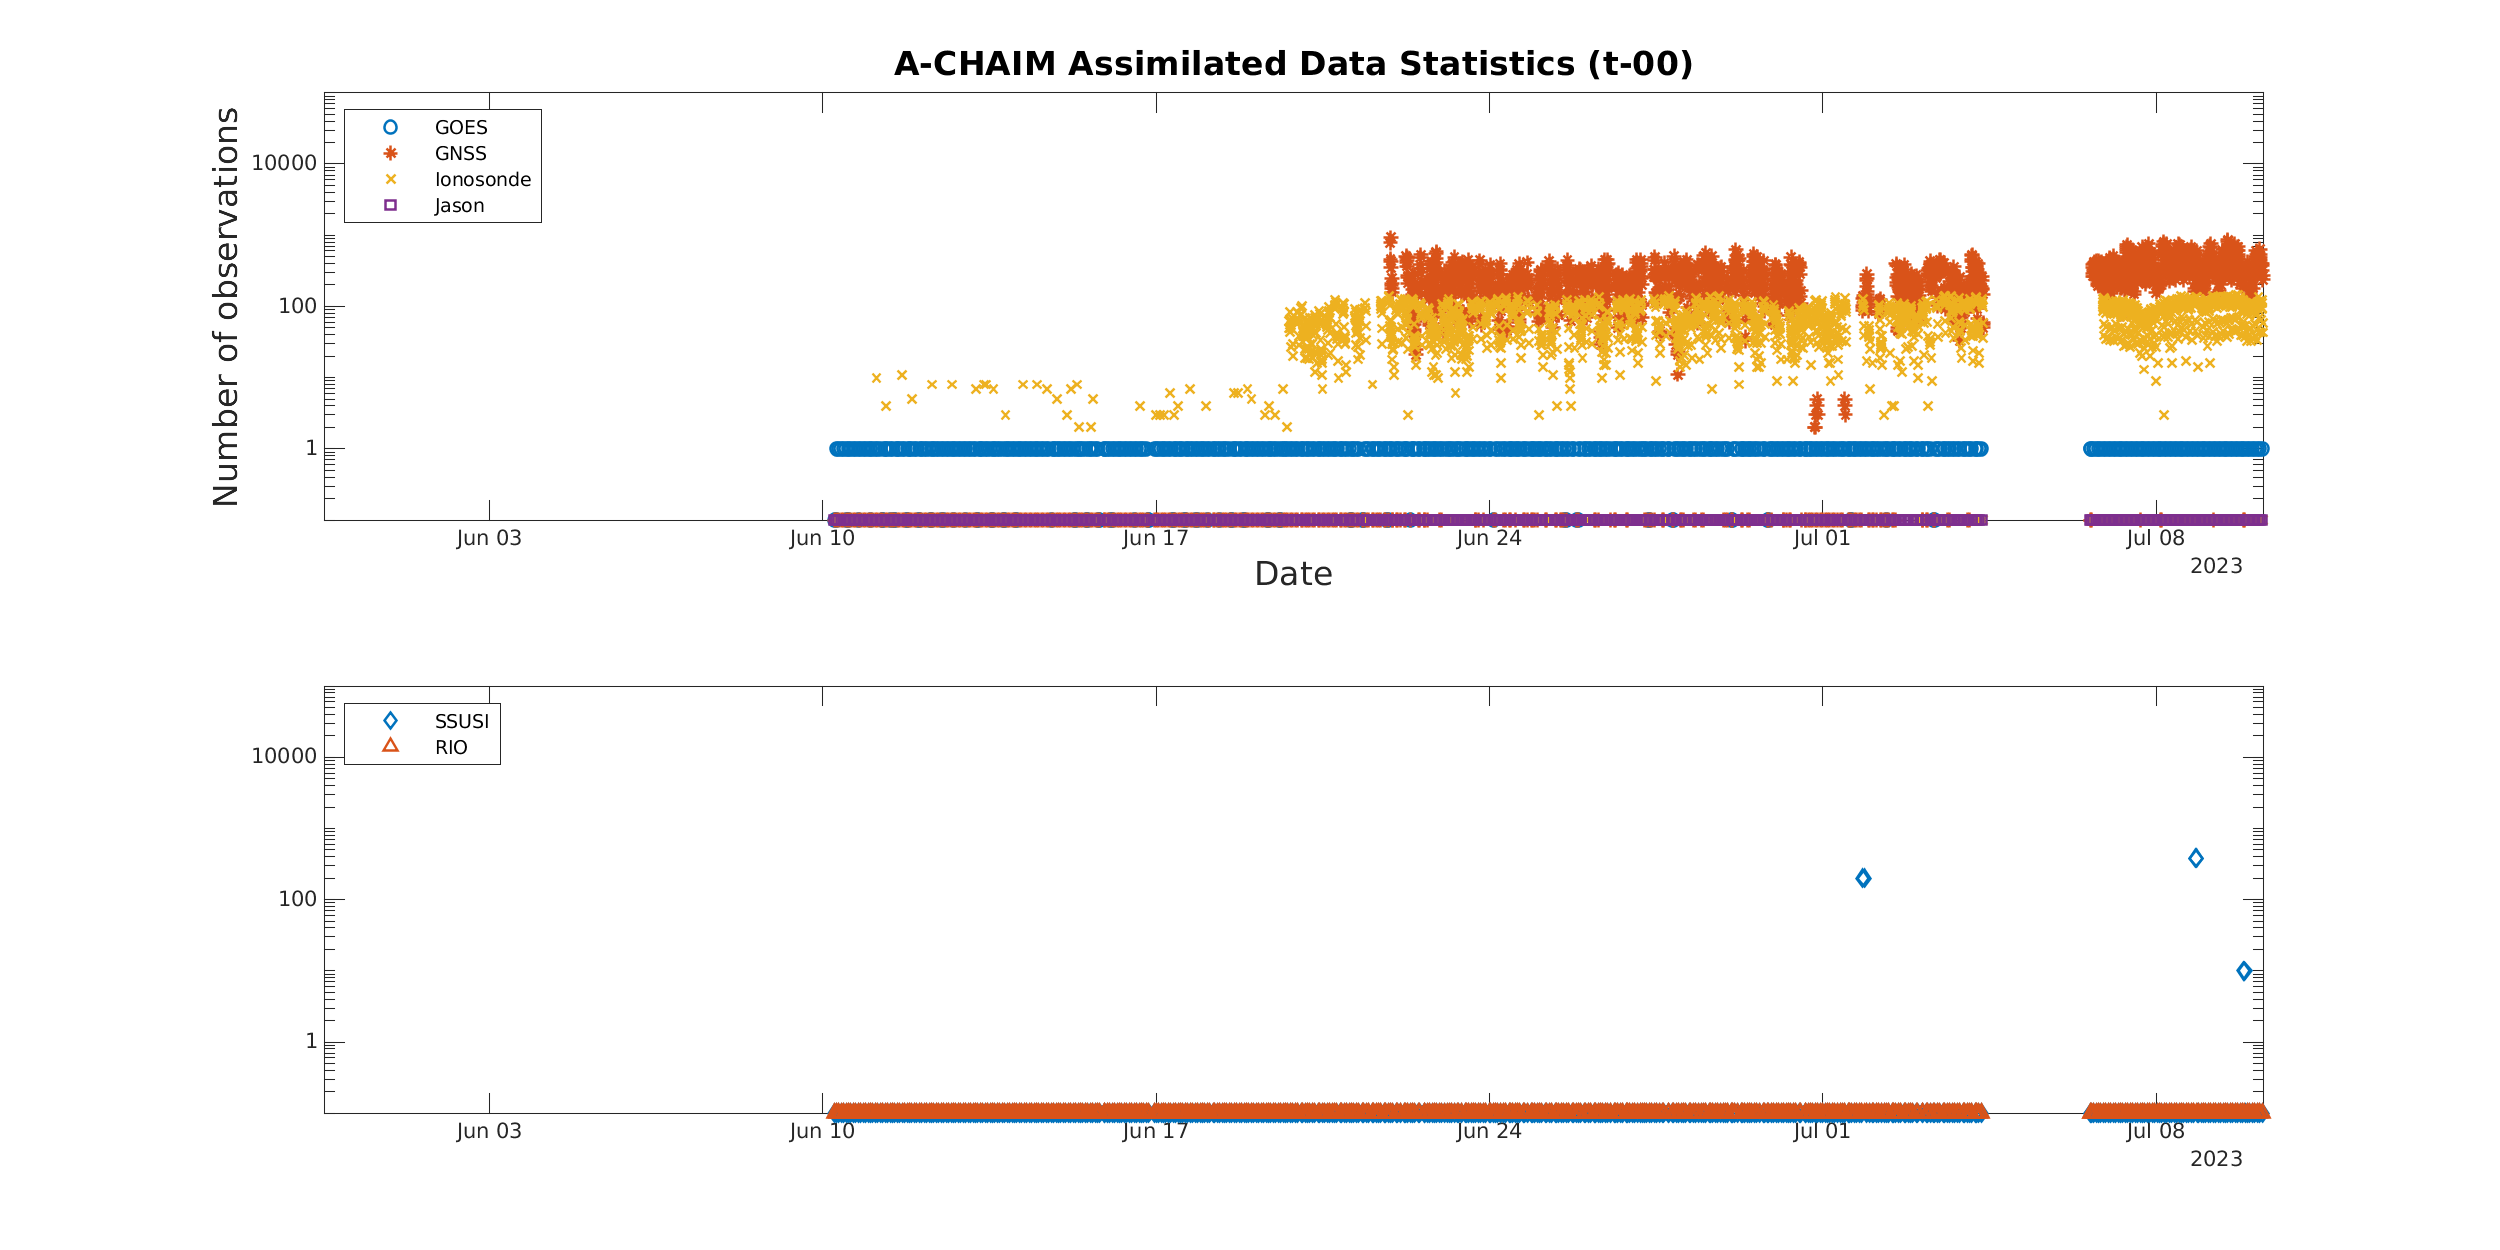 A-CHAIM Assimilated Data Statistics (t-00)
Number of observations
GOES
GNSS
Ionosonde
Jason
10000
100
1
Jun 03
Jun 10
Jun 17
Jun 24
Jul 01
Jul 08
2023
Date
SSUSI
RIO
10000
100
1
Jun 03
Jun 10
Jun 17
Jun 24
Jul 01
Jul 08
2023